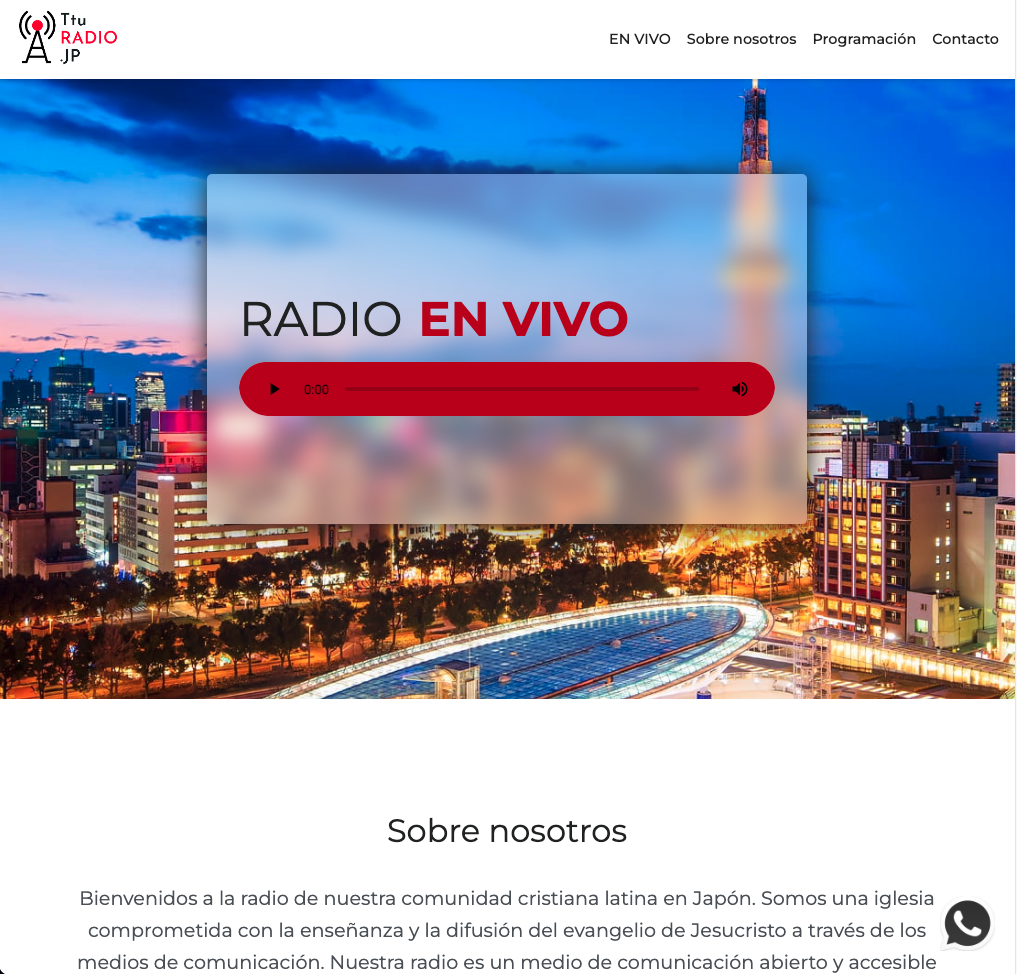 Ttu
RADIO
.JP
EN VIVO Sobre nosotros Programación Contacto
RADIO EN VIVO
0:00
Sobre nosotros
Bienvenidos a la radio de nuestra comunidad cristiana latina en Japón. Somos una iglesia
comprometida con la enseñanza y la difusión del evangelio de Jesucristo a través de los
medios de comunicación. Nuestra radio es un medio de comunicación abierto y accesible